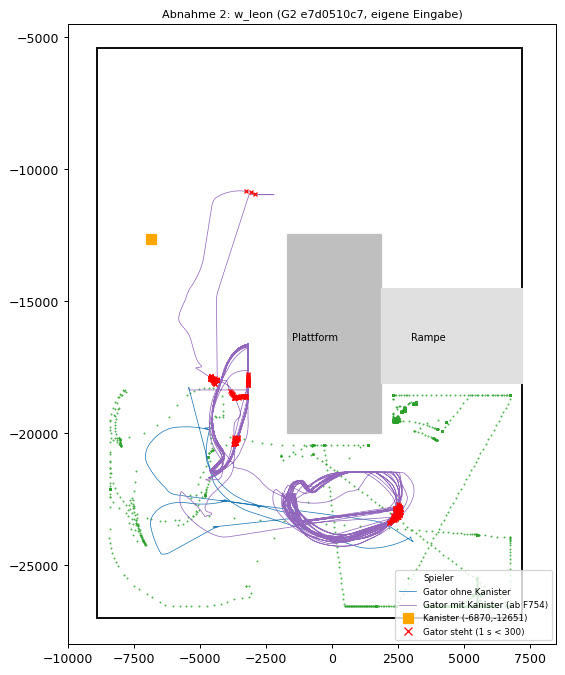 Abnahme 2: w_leon (G2 e7d0510c7, eigene Eingabe)
−5000
−10000
−15000
−20000
−25000
Plattform
Rampe
Spieler
Gator ohne Kanister
Gator mit Kanister (ab F754)
Kanister (-6870,-12651)
Gator steht (1 s < 300)
−10000
−7500
−5000
−2500
0
2500
5000
7500